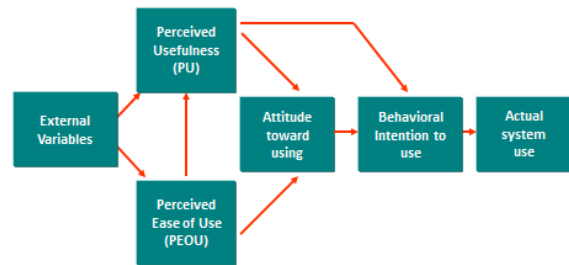 Perceived
Usefulness
(PU)
External
Variables
Attitude
toward
using
Behavioral
Intention to
use
Actual
system
use
Perceived
Ease of Use
(PEOU)